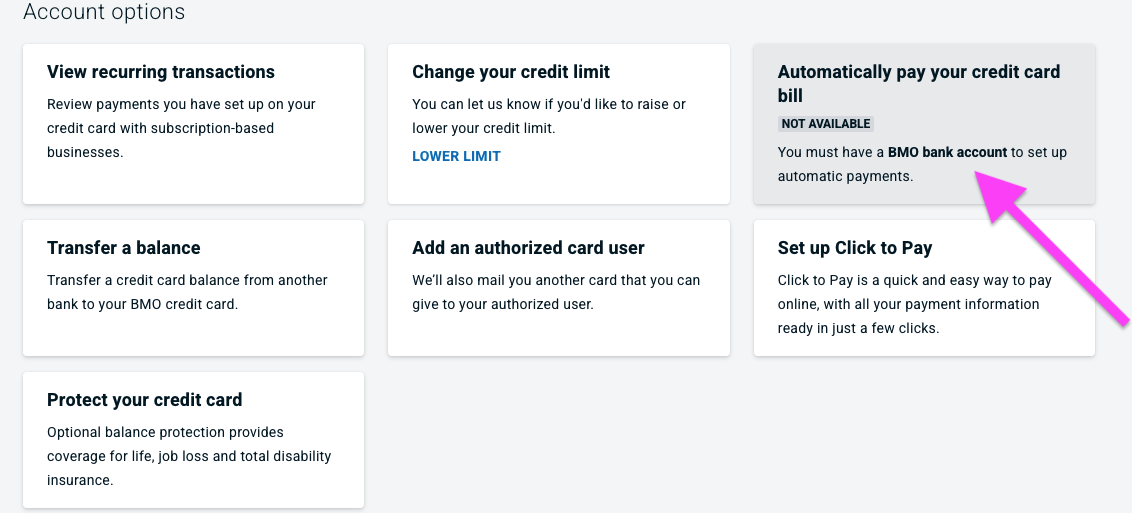 Account options
View recurring transactions
Review payments you have set up on your
credit card with subscription-based
businesses.
Change your credit limit
You can let us know if you'd like to raise or
lower your credit limit.
LOWER LIMIT
Automatically pay your credit card
bill
NOT AVAILABLE
You must have a BMO bank account to set up
automatic payments.
Transfer a balance
Transfer a credit card balance from another
bank to your BMO credit card.
Add an authorized card user
We’ll also mail you another card that you can
give to your authorized user.
Set up Click to Pay
Click to Pay is a quick and easy way to pay
online, with all your payment information
ready in just a few clicks.
Protect your credit card
Optional balance protection provides
coverage for life, job loss and total disability
insurance.